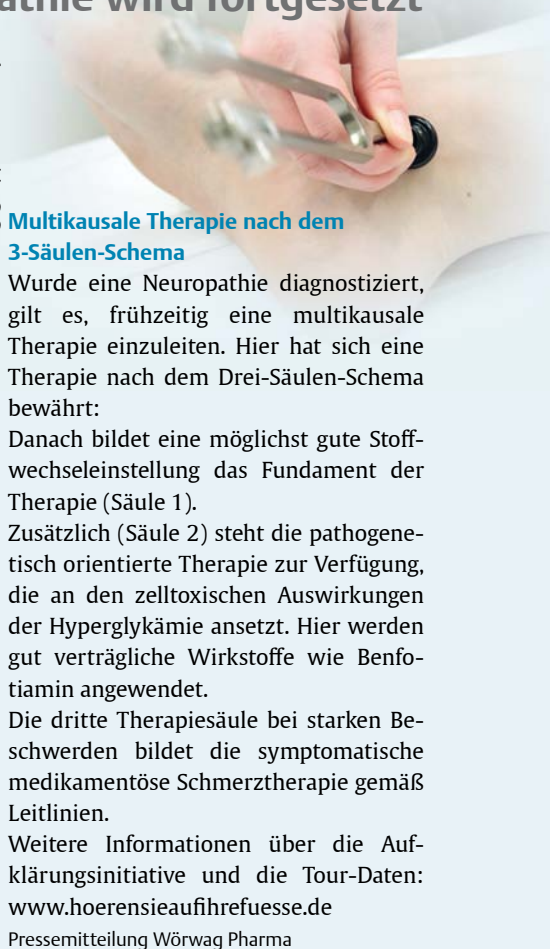 wird fortgesetzt
Multikausale Therapie nach dem
3-Säulen-Schema
Wurde eine Neuropathie diagnostiziert,
gilt es, frühzeitig eine multikausale
Therapie einzuleiten. Hier hat sich eine
Therapie nach dem Drei-Säulen-Schema
bewährt:
Danach bildet eine möglichst gute Stoff-
wechseleinstellung das Fundament der
Therapie (Säule 1).
Zusätzlich (Säule 2) steht die pathogene-
tisch orientierte Therapie zur Verfügung,
die an den zelltoxischen Auswirkungen
der Hyperglykämie ansetzt. Hier werden
gut verträgliche Wirkstoffe wie Benfo-
tiamin angewendet.
Die dritte Therapiesäule bei starken Be-
schwerden bildet die symptomatische
medikamentöse Schmerztherapie gemäß
Leitlinien.
Weitere Informationen über die Auf-
klärungsinitiative und die Tour-Daten:
www.hoerensieaufihrefuesse.de
Pressemitteilung Wörwag Pharma